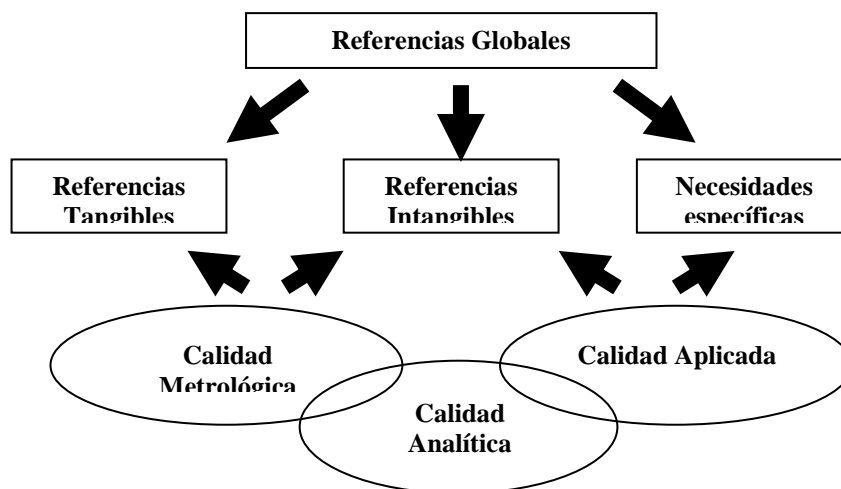 Referencias Globales
Referencias
Tangibles
Referencias
Intangibles
Necesidades
específicas
Calidad
Metrológica
Calidad Aplicada
Calidad
Analítica